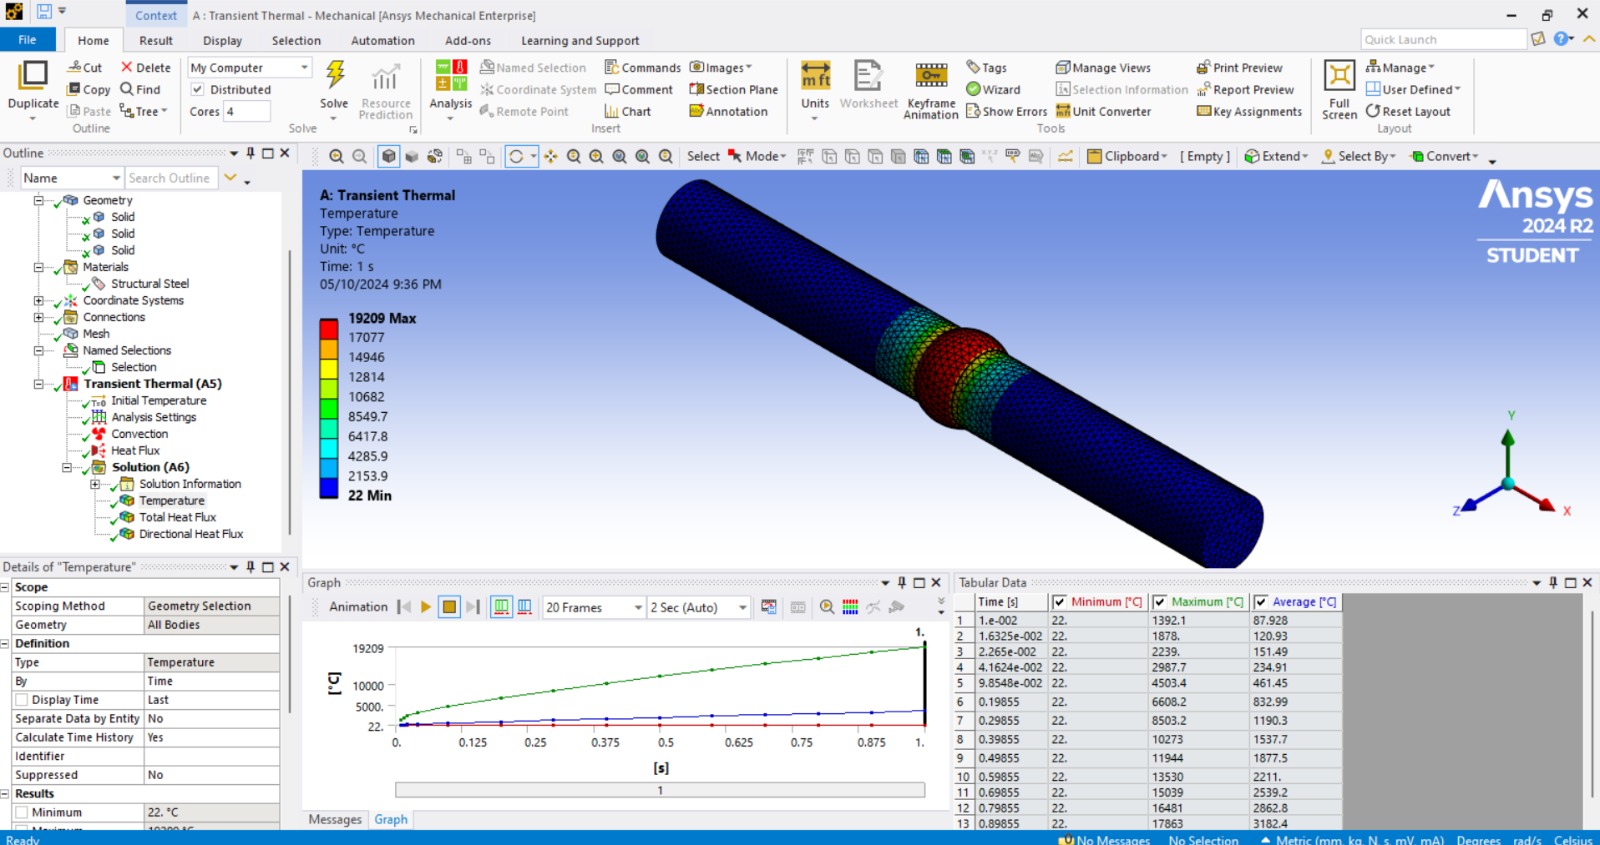 Context A : Transient Thermal - Mechanical [Ansys Mechanical Enterprise]
File Home Result Display Selection Automation Add-ons Learning and Support Quick Launch
Duplicate
Cut
Copy
Paste
Delete
Find
Tree
Outline
My Computer
Distributed
Cores 4
Solve
Resource Prediction
Solve
Analysis
Named Selection
Coordinate System
Remote Point
Commands
Comment
Chart
Images
Section Plane
Annotation
Insert
Units
Worksheet
Keyframe Animation
Tags
Wizard
Show Errors
Manage Views
Selection Information
Unit Converter
Print Preview
Report Preview
Key Assignments
Tools
Full Screen
Manage
User Defined
Reset Layout
Layout
Outline
Name Search Outline
Select Mode Clipboard [ Empty ] Extend Select By Convert
Geometry
Solid
Solid
Solid
Materials
Structural Steel
Coordinate Systems
Connections
Mesh
Named Selections
Selection
Transient Thermal (A5)
T=0 Initial Temperature
Analysis Settings
Convection
Heat Flux
Solution (A6)
Solution Information
Temperature
Total Heat Flux
Directional Heat Flux
A: Transient Thermal
Temperature
Type: Temperature
Unit: °C
Time: 1 s
05/10/2024 9:36 PM
19209 Max
17077
14946
12814
10682
8549.7
6417.8
4285.9
2153.9
22 Min
Ansys
2024 R2
STUDENT
Y
Z
X
Details of "Temperature"
Scope
Scoping Method Geometry Selection
Geometry All Bodies
Definition
Type Temperature
By Time
Display Time Last
Separate Data by Entity No
Calculate Time History Yes
Identifier
Suppressed No
Results
Minimum 22. °C
Maximum 19209 °C
Graph
Animation 20 Frames 2 Sec (Auto)
1.
19209
10000
5000.
22.
[°C]
0. 0.125 0.25 0.375 0.5 0.625 0.75 0.875 1.
[s]
1
Messages Graph
Tabular Data
Time [s] Minimum [°C] Maximum [°C] Average [°C]
1 1.e-002 22. 1392.1 87.928
2 1.6325e-002 22. 1878. 120.93
3 2.265e-002 22. 2239. 151.49
4 4.1624e-002 22. 2987.7 234.91
5 9.8548e-002 22. 4503.4 461.45
6 0.19855 22. 6608.2 832.99
7 0.29855 22. 8503.2 1190.3
8 0.39855 22. 10273 1537.7
9 0.49855 22. 11944 1877.5
10 0.59855 22. 13530 2211.
11 0.69855 22. 15039 2539.2
12 0.79855 22. 16481 2862.8
13 0.89855 22. 17863 3182.4
Ready No Messages No Selection Metric (mm, kg, N, s, mV, mA) Degrees rad/s Celsius